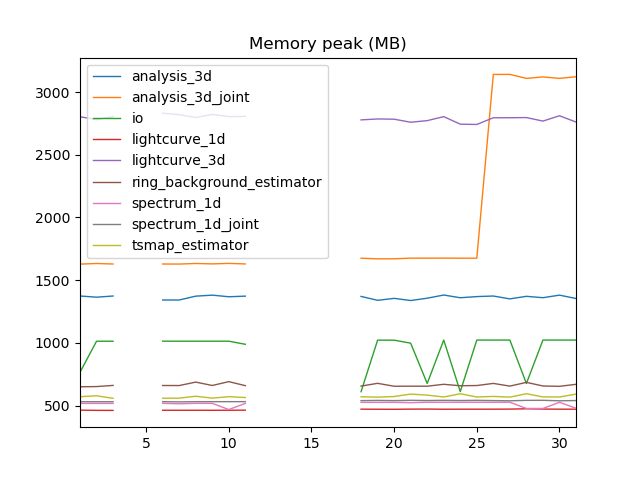 Memory peak (MB)
analysis_3d
analysis_3d_joint
io
lightcurve_1d
lightcurve_3d
ring_background_estimator
spectrum_1d
spectrum_1d_joint
tsmap_estimator
3000
2500
2000
1500
1000
500
5 10 15 20 25 30